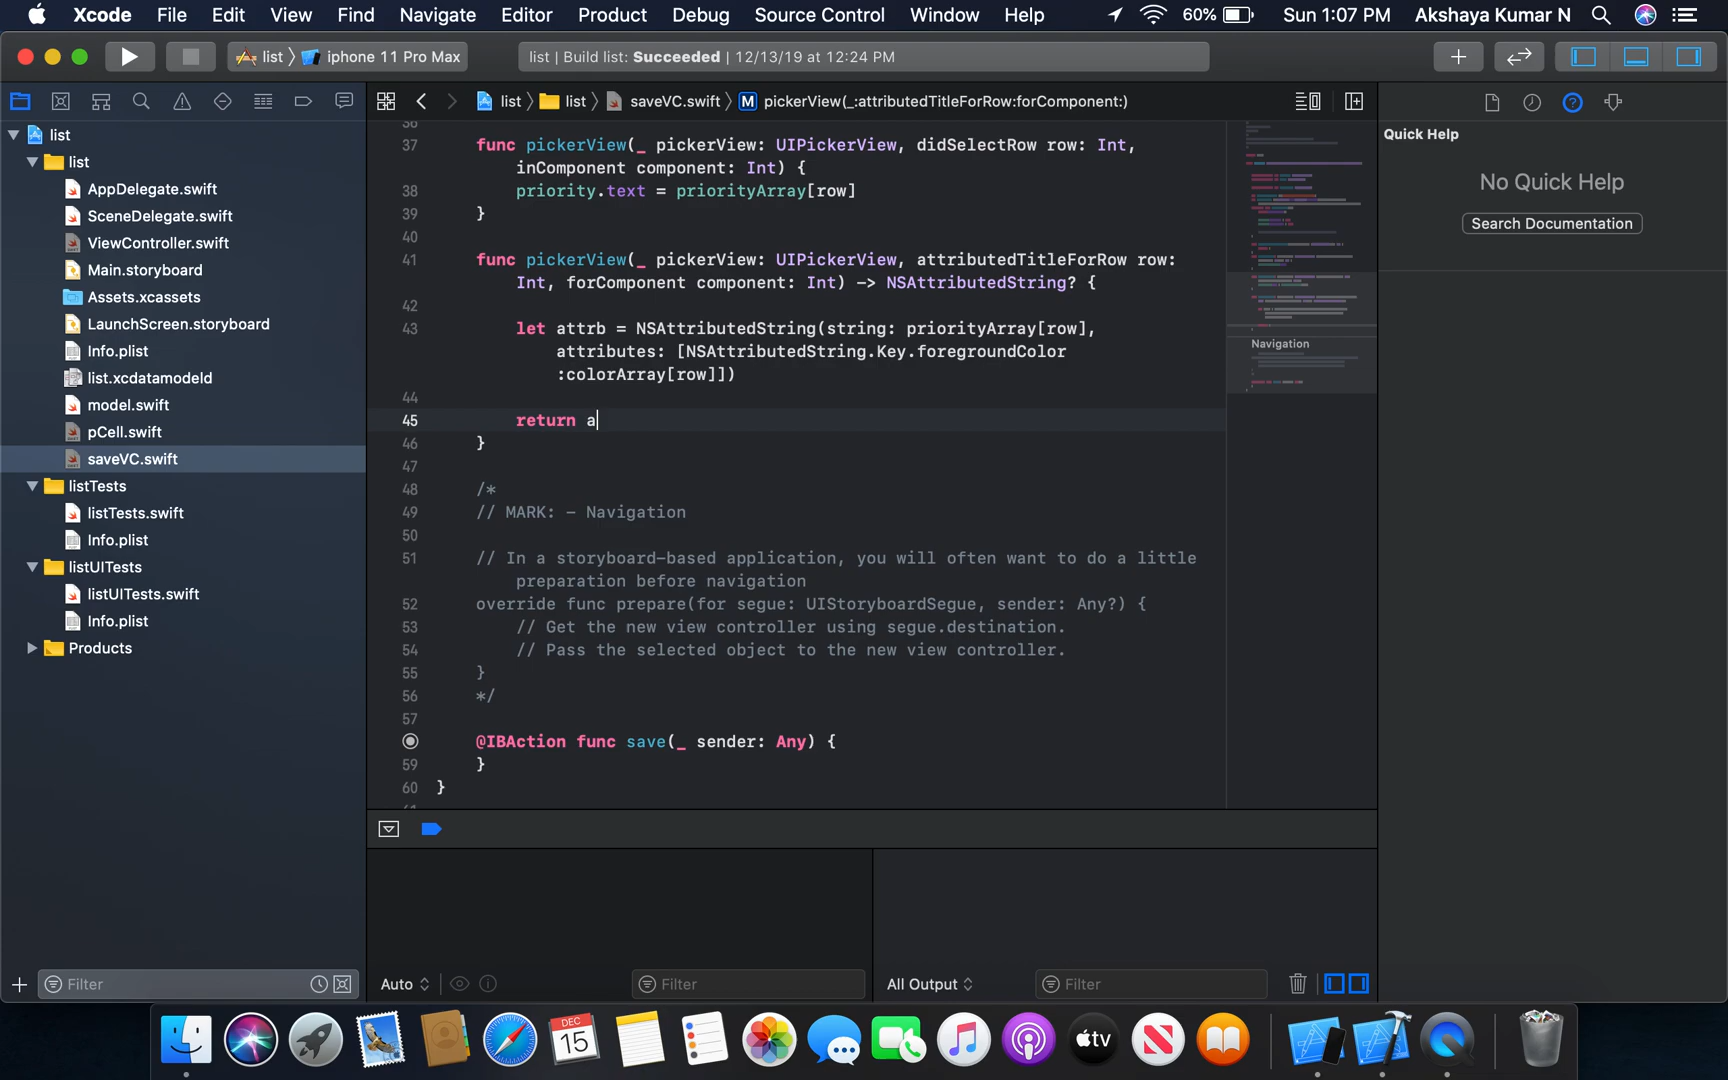 Xcode File Edit View Find Navigate Editor Product Debug Source Control Window Help 60% Sun 1:07 PM Akshaya Kumar N
list iphone 11 Pro Max list | Build list: Succeeded | 12/13/19 at 12:24 PM
list list saveVC.swift M pickerView(_:attributedTitleForRow:forComponent:)
list
list
AppDelegate.swift
SceneDelegate.swift
ViewController.swift
Main.storyboard
Assets.xcassets
LaunchScreen.storyboard
Info.plist
list.xcdatamodeld
model.swift
pCell.swift
saveVC.swift
listTests
listTests.swift
Info.plist
listUITests
listUITests.swift
Info.plist
Products
Filter
36
37 func pickerView(_ pickerView: UIPickerView, didSelectRow row: Int,
inComponent component: Int) {
38 priority.text = priorityArray[row]
39 }
40
41 func pickerView(_ pickerView: UIPickerView, attributedTitleForRow row:
Int, forComponent component: Int) -> NSAttributedString? {
42
43 let attrb = NSAttributedString(string: priorityArray[row],
attributes: [NSAttributedString.Key.foregroundColor
:colorArray[row]])
44
45 return a
46 }
47
48 /*
49 // MARK: - Navigation
50
51 // In a storyboard-based application, you will often want to do a little
preparation before navigation
52 override func prepare(for segue: UIStoryboardSegue, sender: Any?) {
53 // Get the new view controller using segue.destination.
54 // Pass the selected object to the new view controller.
55 }
56 */
57
@IBAction func save(_ sender: Any) {
59 }
60 }
61
Navigation
Quick Help
No Quick Help
Search Documentation
Auto Filter All Output Filter
DEC
15
tv